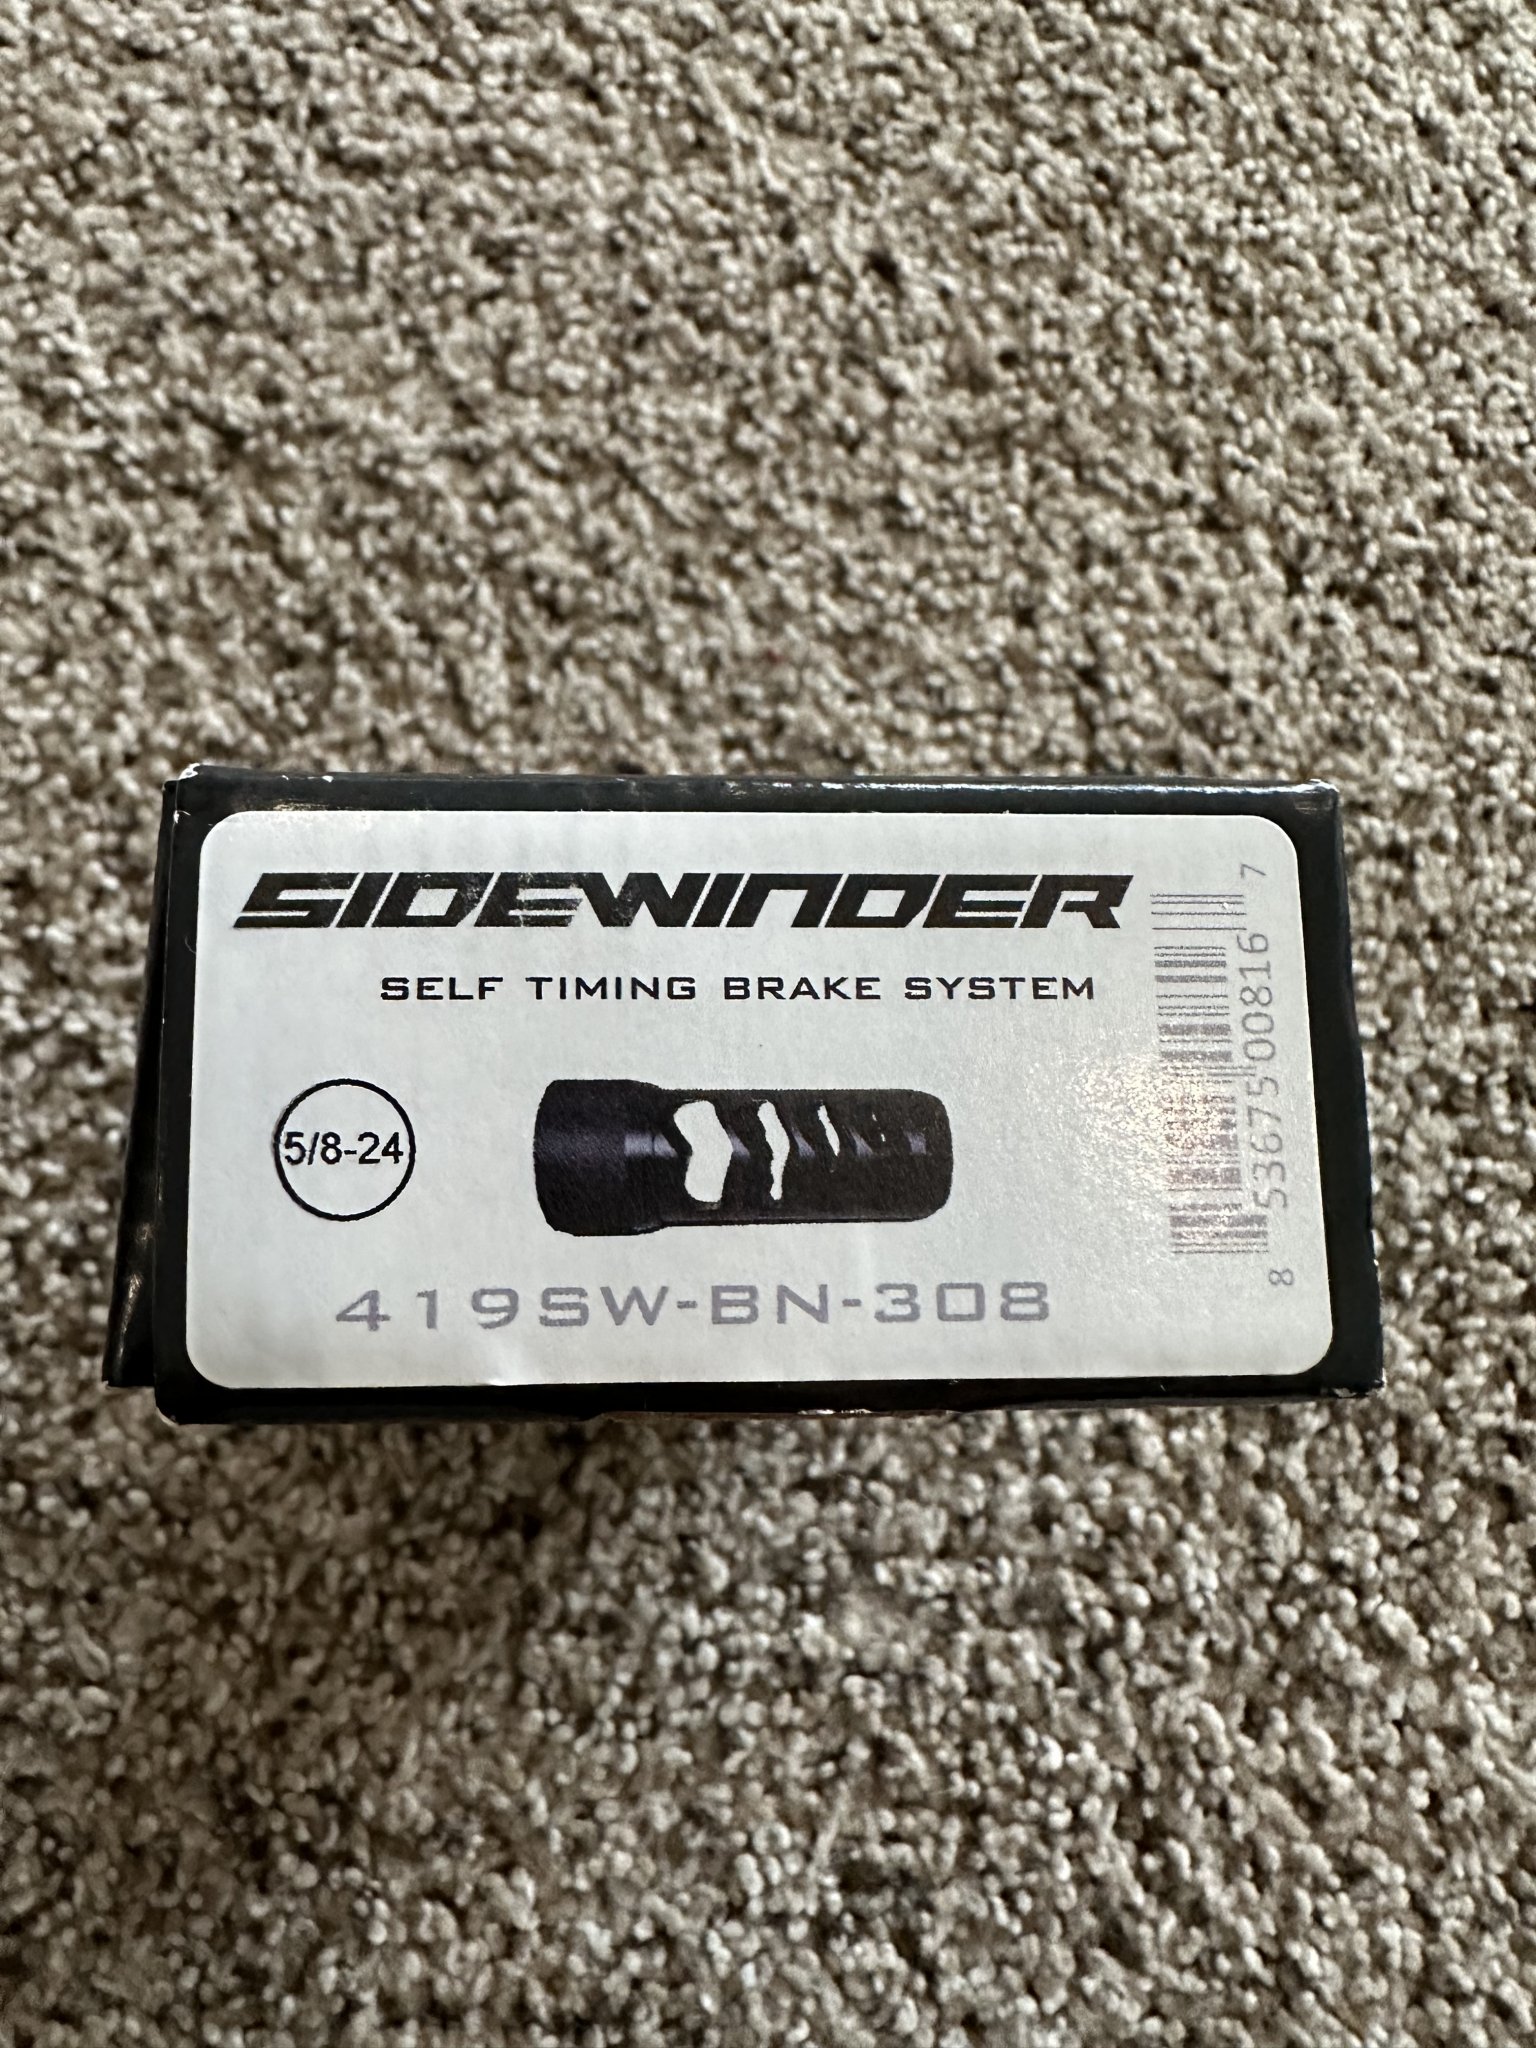 SIDEWINDER
SELF TIMING BRAKE SYSTEM
5/8-24
419SW-BN-308
8 53675 00816 7